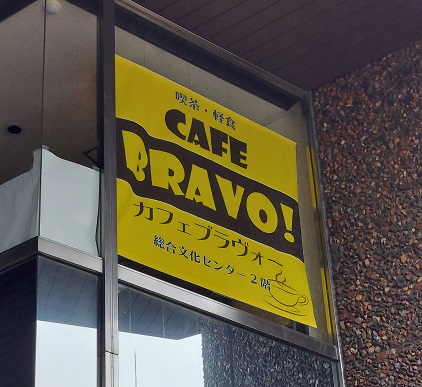 喫茶・軽食
CAFE
BRAVO!
カフェブラヴォー
総合文化センター2階